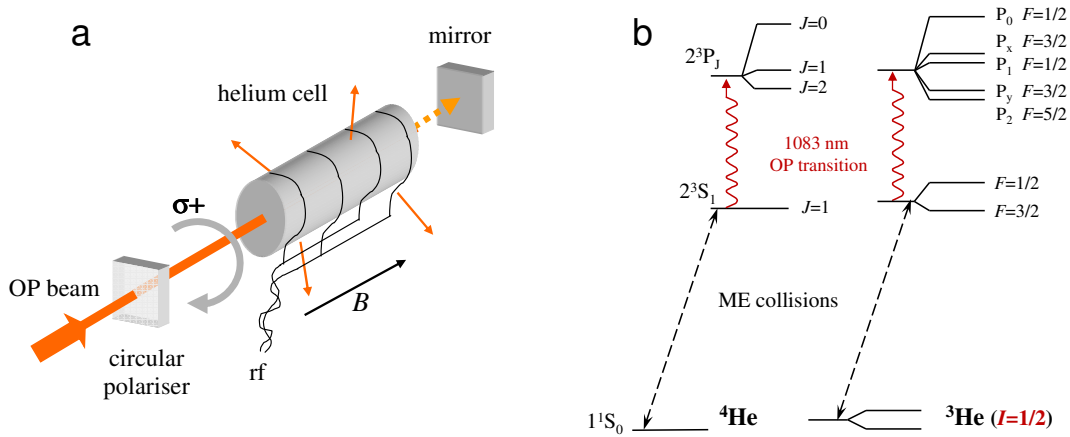 a
mirror
helium cell
σ+
OP beam
B
circular
polariser
rf
b
J=0
2³P_J
J=1
J=2
1083 nm
OP transition
2³S₁
J=1
ME collisions
1¹S₀
⁴He
P₀ F=1/2
Pₓ F=3/2
P₁ F=1/2
P_y F=3/2
P₂ F=5/2
F=1/2
F=3/2
³He (I=1/2)